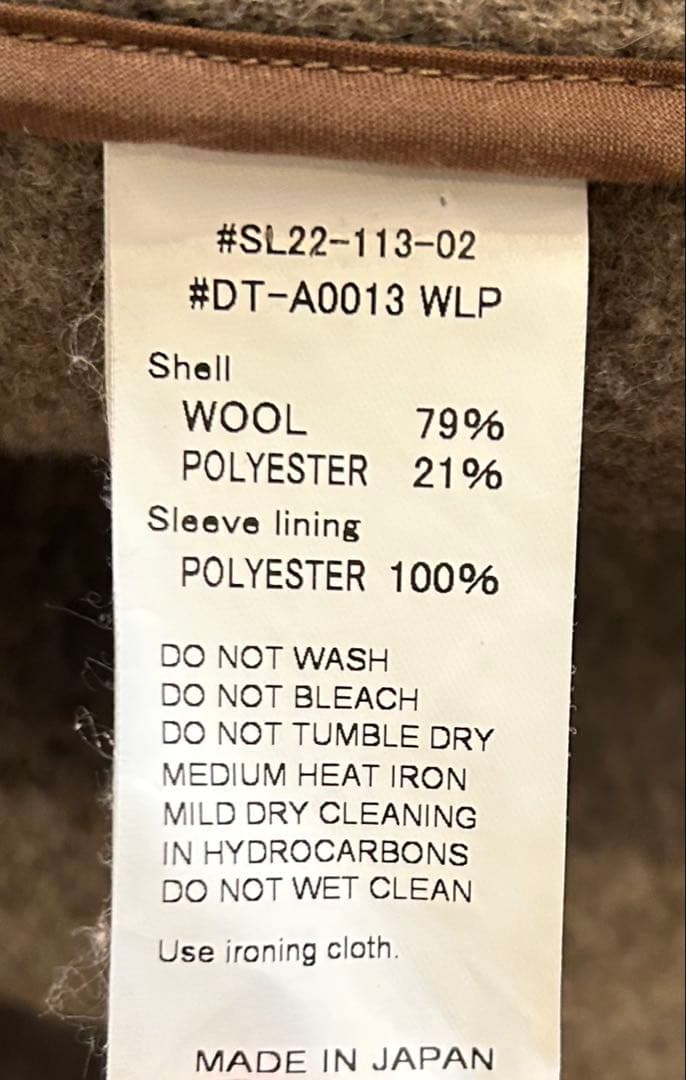 #SL22-113-02
#DT-A0013 WLP
Shell
WOOL 79%
POLYESTER 21%
Sleeve lining
POLYESTER 100%
DO NOT WASH
DO NOT BLEACH
DO NOT TUMBLE DRY
MEDIUM HEAT IRON
MILD DRY CLEANING
IN HYDROCARBONS
DO NOT WET CLEAN
Use ironing cloth.
MADE IN JAPAN